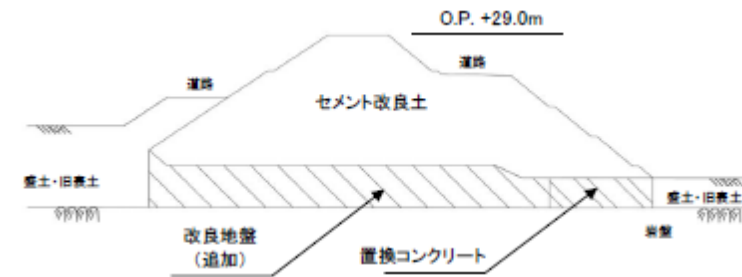 O.P. +29.0m
道路
道路
セメント改良土
盛土・旧表土
盛土・旧表土
岩盤
改良地盤
（追加）
置換コンクリート